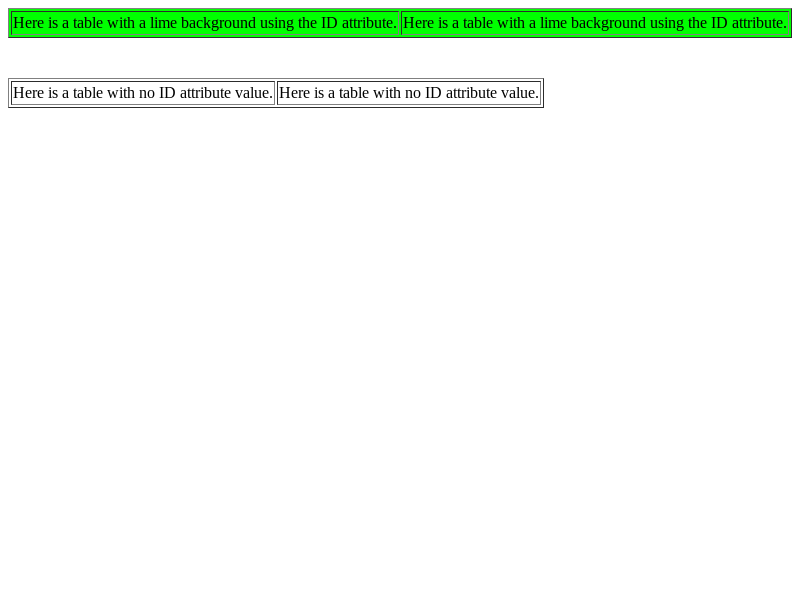 Here is a table with a lime background using the ID attribute. Here is a table with a lime background using the ID attribute.
Here is a table with no ID attribute value. Here is a table with no ID attribute value.